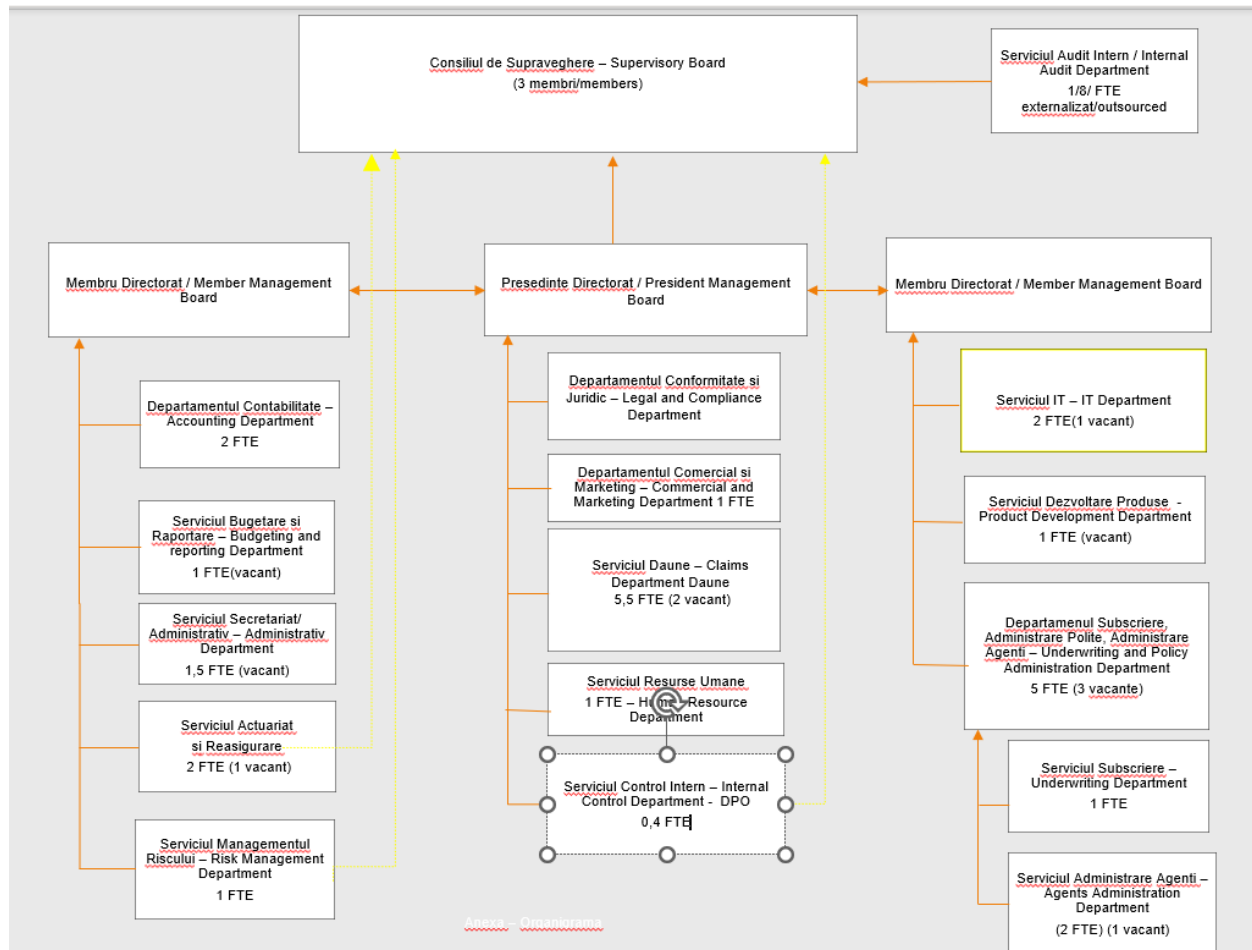 Consiliul de Supraveghere – Supervisory Board
(3 membri/members)
Serviciul Audit Intern / Internal
Audit Department
1/8/ FTE
externalizat/outsourced
Membru Directorat / Member Management
Board
Presedinte Directorat / President Management
Board
Membru Directorat / Member Management Board
Departamentul Contabilitate –
Accounting Department
2 FTE
Serviciul Bugetare si
Raportare – Budgeting and
reporting Department
1 FTE(vacant)
Serviciul Secretariat/
Administrativ – Administrativ
Department
1,5 FTE (vacant)
Serviciul Actuariat
si Reasigurare
2 FTE (1 vacant)
Serviciul Managementul
Riscului – Risk Management
Department
1 FTE
Departamentul Conformitate si
Juridic – Legal and Compliance
Department
Departamentul Comercial si
Marketing – Commercial and
Marketing Department 1 FTE
Serviciul Daune – Claims
Department Daune
5,5 FTE (2 vacant)
Serviciul Resurse Umane
1 FTE – Resource
Department
Serviciul Control Intern – Internal
Control Department - DPO
0,4 FTE
Serviciul IT – IT Department
2 FTE(1 vacant)
Serviciul Dezvoltare Produse -
Product Development Department
1 FTE (vacant)
Departamenul Subscriere,
Administrare Polite, Administrare
Agenti – Underwriting and Policy
Administration Department
5 FTE (3 vacante)
Serviciul Subscriere –
Underwriting Department
1 FTE
Serviciul Administrare Agenti –
Agents Administration
Department
(2 FTE) (1 vacant)
Anexa – Organigrama